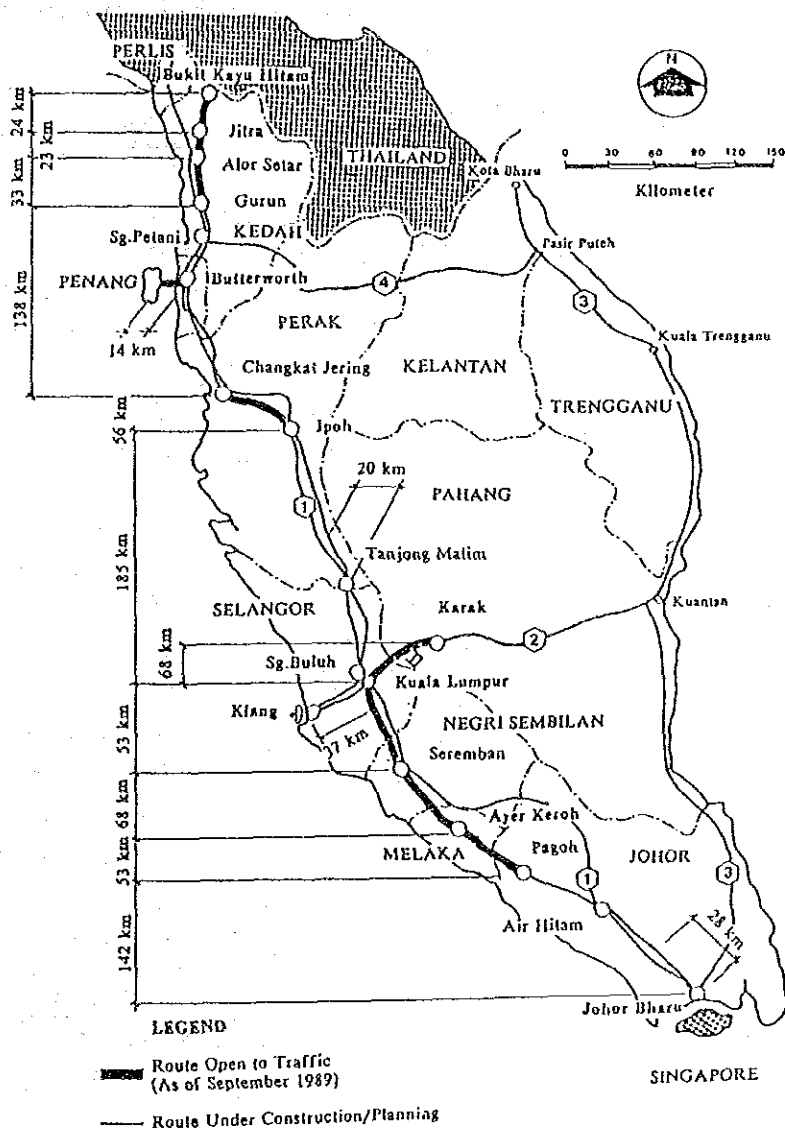 PERLIS
Bukit Kayu Hitam
N
24 km
Jitra
23 km
Alor Setar
THAILAND
Kota Bharu
0 30 60 90 120 150
Kilometer
33 km
Gurun
KEDAH
Sg.Petani
Pasir Puteh
PENANG
Butterworth
4
3
138 km
14 km
PERAK
Kuala Trengganu
Changkat Jering
KELANTAN
TRENGGANU
56 km
Ipoh
20 km
1
PAHANG
185 km
Tanjong Malim
SELANGOR
Karak
Kuantan
2
68 km
Sg.Buluh
Kuala Lumpur
Klang
NEGRI SEMBILAN
53 km
7 km
Seremban
68 km
Ayer Keroh
MELAKA
Pagoh
JOHOR
53 km
1
3
Air Hitam
28 km
142 km
Johor Bharu
LEGEND
Route Open to Traffic
(As of September 1989)
SINGAPORE
Route Under Construction/Planning